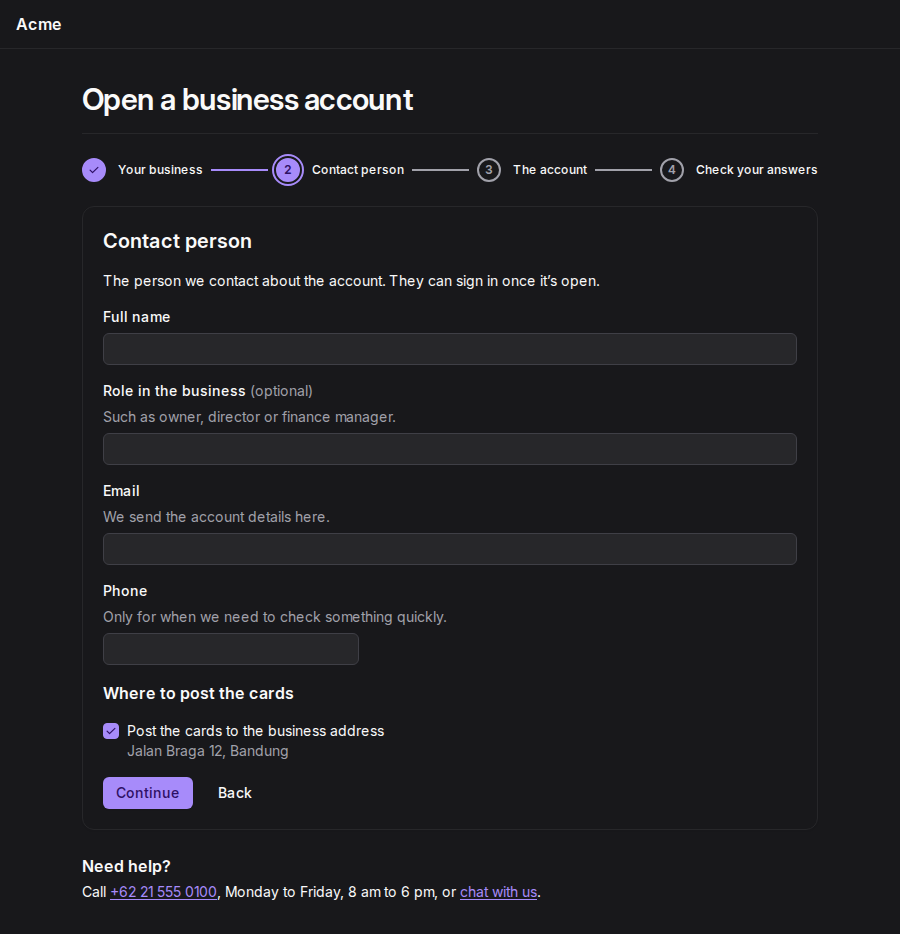 Acme
Open a business account
Your business
2
Contact person
3
The account
4
Check your answers
Contact person
The person we contact about the account. They can sign in once it’s open.
Full name
Role in the business (optional)
Such as owner, director or finance manager.
Email
We send the account details here.
Phone
Only for when we need to check something quickly.
Where to post the cards
Post the cards to the business address
Jalan Braga 12, Bandung
Continue
Back
Need help?
Call +62 21 555 0100, Monday to Friday, 8 am to 6 pm, or chat with us.